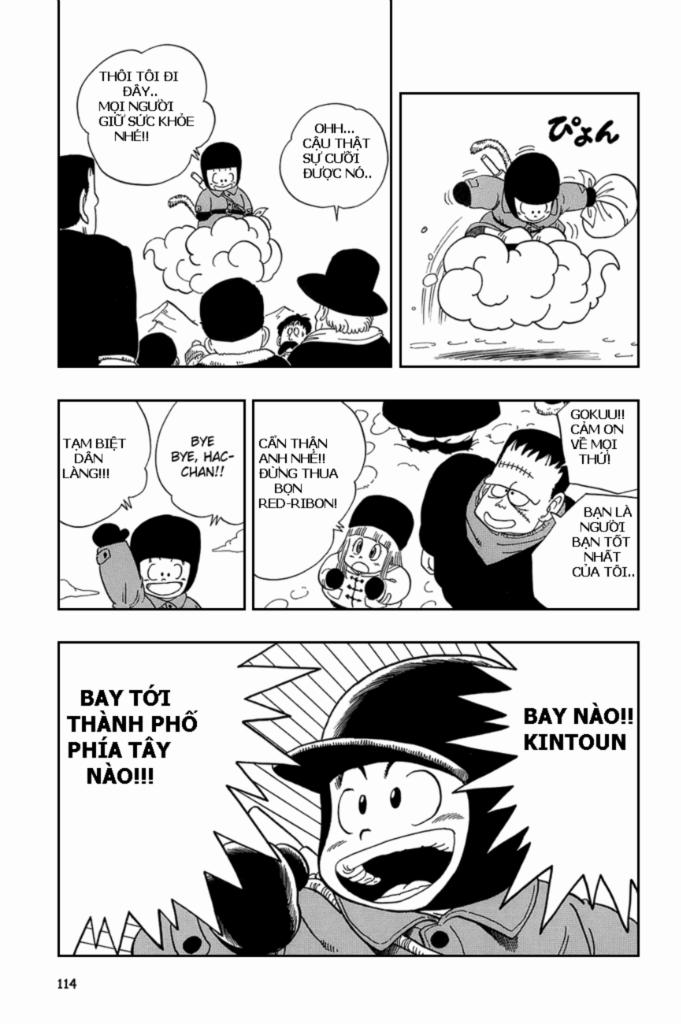 ぴょん
OHH...
CẬU THẬT
SỰ CƯỠI
ĐƯỢC NÓ..
THÔI TÔI ĐI
ĐÂY..
MỌI NGƯỜI
GIỮ SỨC KHỎE
NHÉ!!
GOKUU!!
CẢM ƠN
VỀ MỌI
THỨ!
BẠN LÀ
NGƯỜI
BẠN TỐT
NHẤT
CỦA TÔI..
CẨN THẬN
ANH NHÉ!!
ĐỪNG THUA
BỌN
RED-RIBON!
BYE
BYE, HAC-
CHAN!!
TẠM BIỆT
DÂN
LÀNG!!!
BAY NÀO!!
KINTOUN
BAY TỚI
THÀNH PHỐ
PHÍA TÂY
NÀO!!!
114